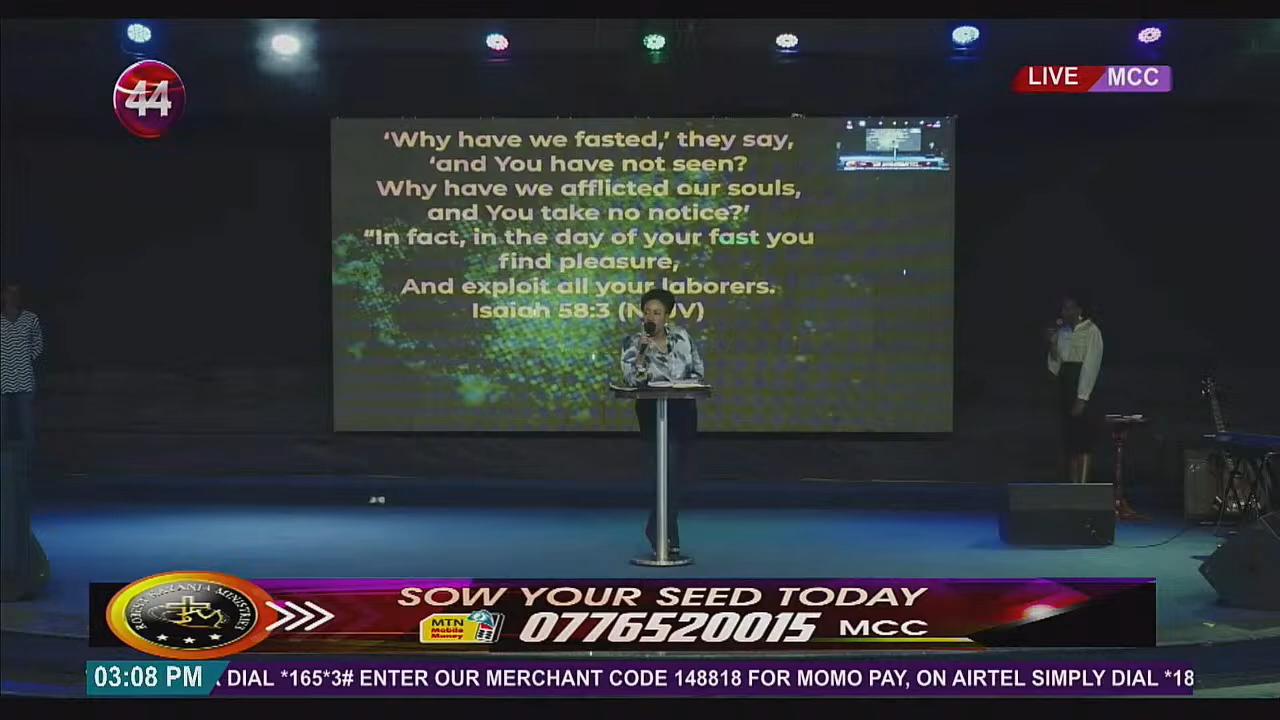 44
LIVE MCC
‘Why have we fasted,’ they say,
‘and You have not seen?
Why have we afflicted our souls,
and You take no notice?’
“In fact, in the day of your fast you
find pleasure,
And exploit all your laborers.
Isaiah 58:3
SOW YOUR SEED TODAY
MTN
Mobile
Money
0776520015 MCC
03:08 PM
DIAL *165*3# ENTER OUR MERCHANT CODE 148818 FOR MOMO PAY, ON AIRTEL SIMPLY DIAL *18